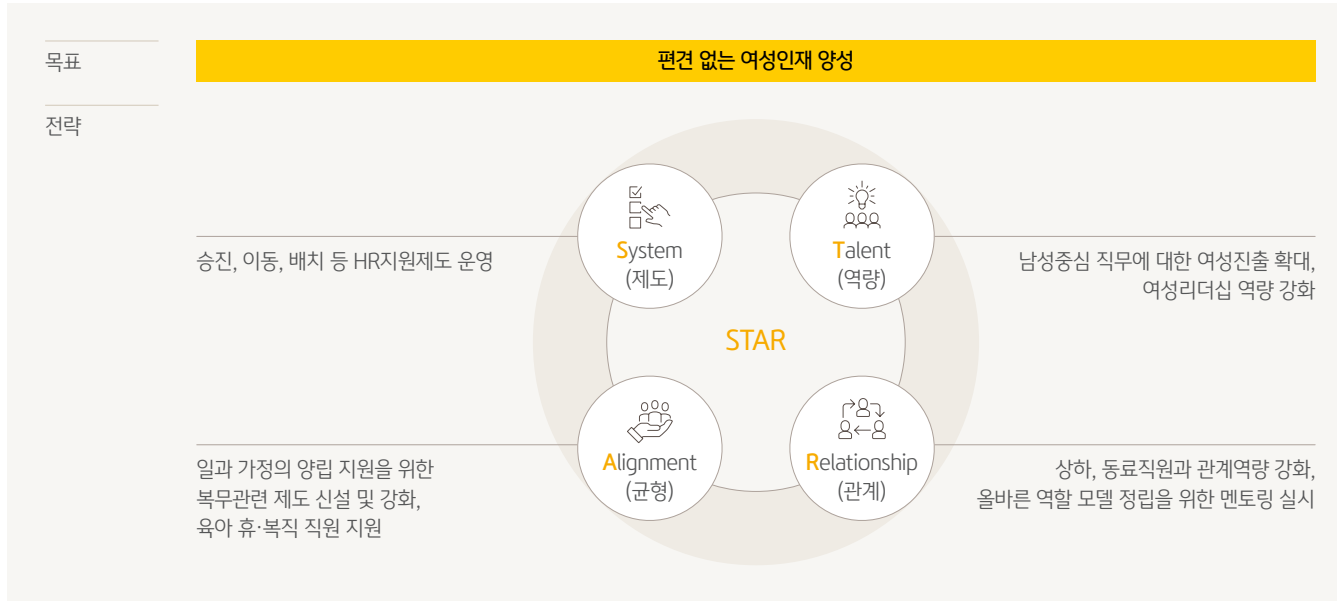 목표
편견 없는 여성인재 양성
전략
System
(제도)
승진, 이동, 배치 등 HR지원제도 운영
Talent
(역량)
남성중심 직무에 대한 여성진출 확대,
여성리더십 역량 강화
STAR
Alignment
(균형)
일과 가정의 양립 지원을 위한
복무관련 제도 신설 및 강화,
육아 휴·복직 직원 지원
Relationship
(관계)
상하, 동료직원과 관계역량 강화,
올바른 역할 모델 정립을 위한 멘토링 실시